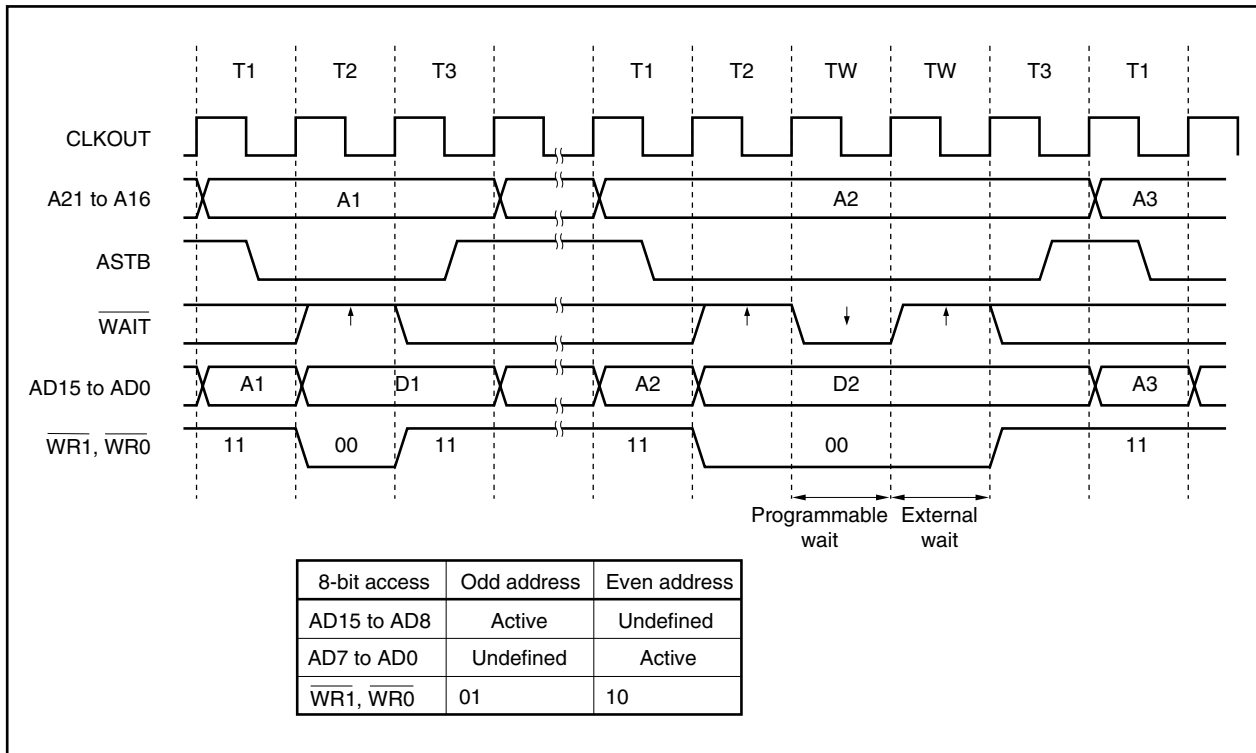 T1 T2 T3 T1 T2 TW TW T3 T1
CLKOUT
A21 to A16 A1 A2 A3
ASTB
WAIT
AD15 to AD0 A1 D1 A2 D2 A3
WR1, WR0 11 00 11 11 00 11
Programmable wait
External wait
8-bit access Odd address Even address
AD15 to AD8 Active Undefined
AD7 to AD0 Undefined Active
WR1, WR0 01 10